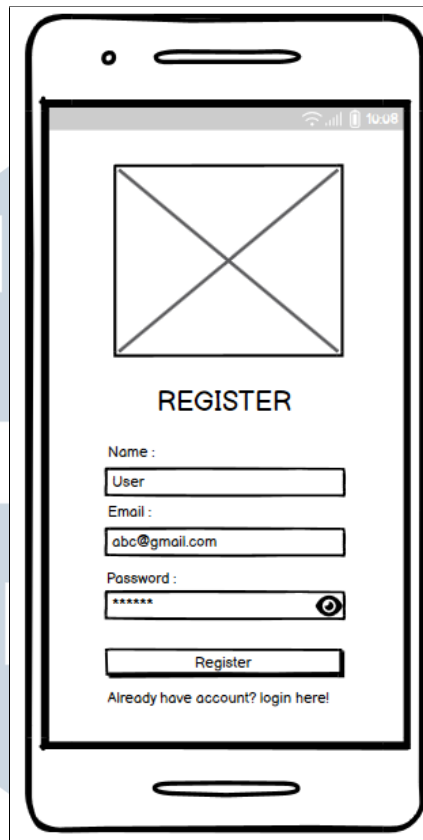 10:08
REGISTER
Name :
User
Email :
abc@gmail.com
Password :
******
Register
Already have account? login here!